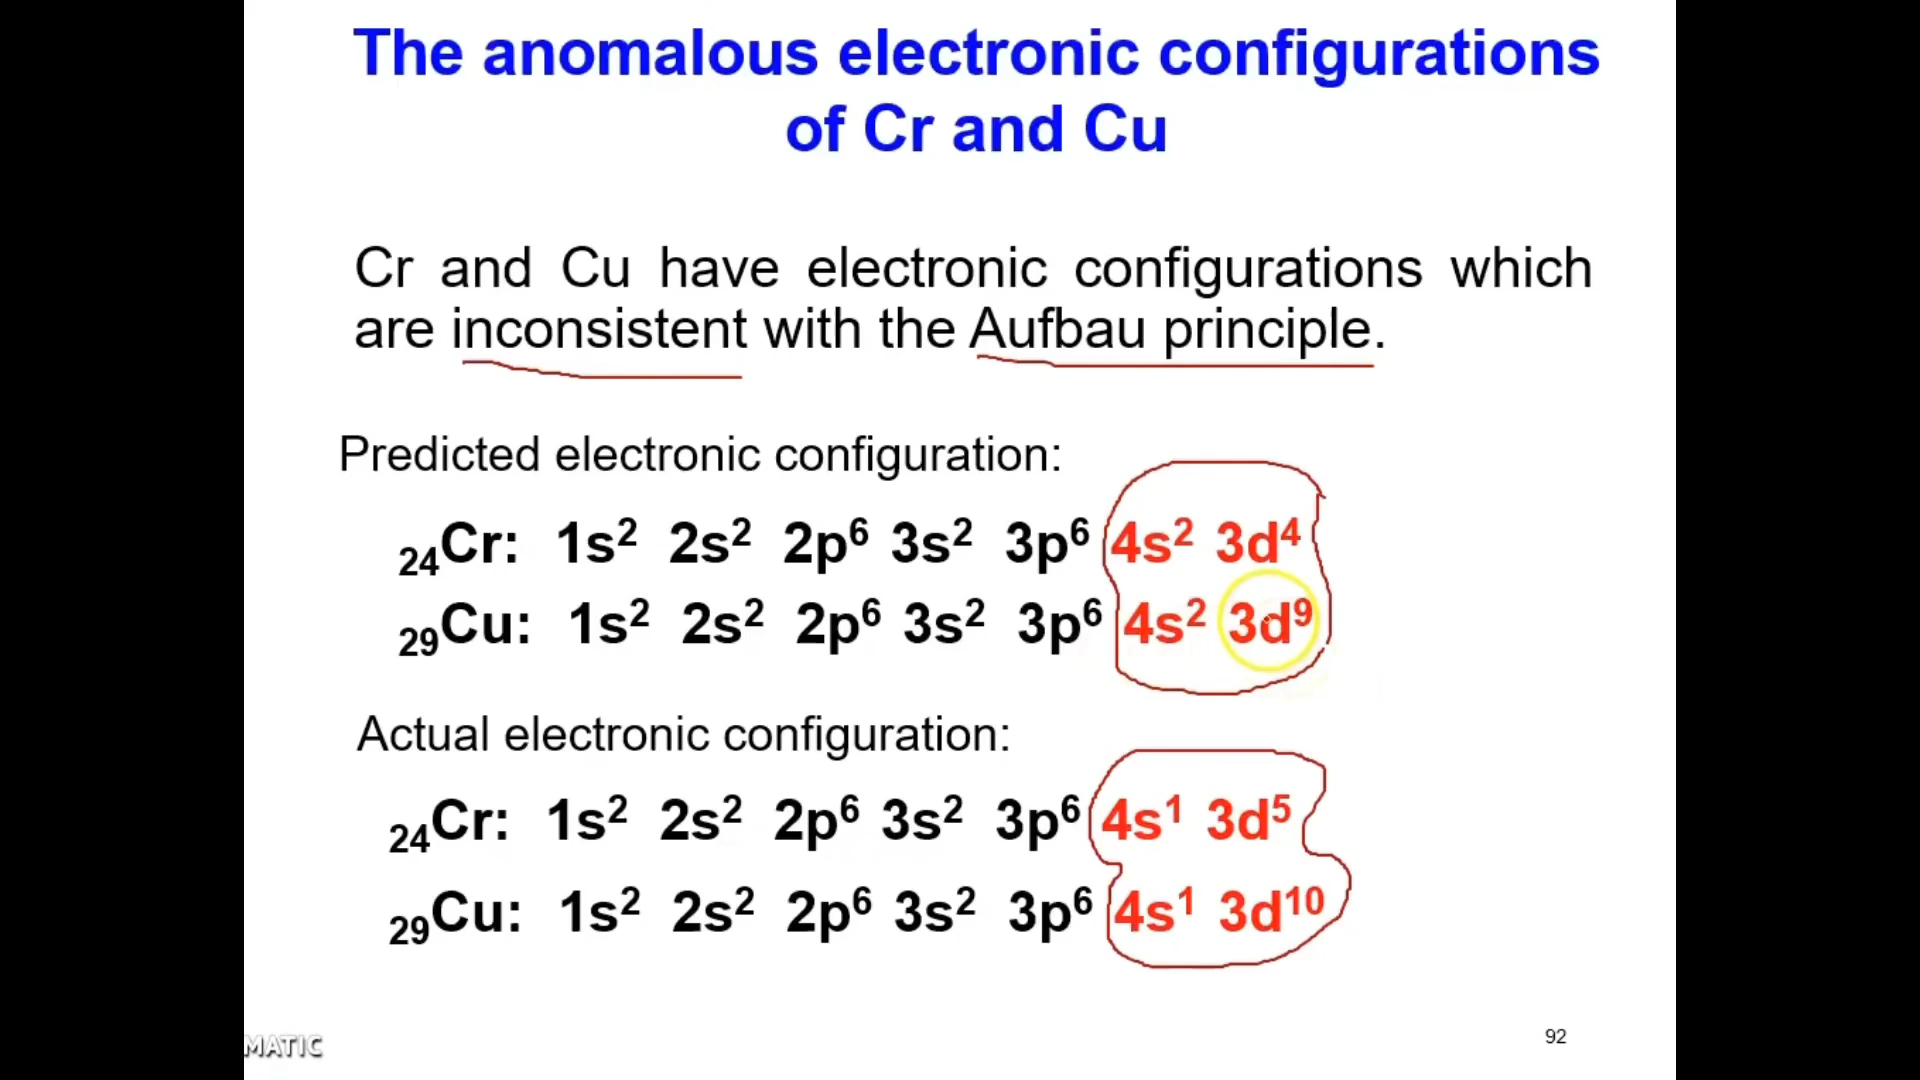 The anomalous electronic configurations
of Cr and Cu
Cr and Cu have electronic configurations which
are inconsistent with the Aufbau principle.
Predicted electronic configuration:
₂₄Cr: 1s² 2s² 2p⁶ 3s² 3p⁶ 4s² 3d⁴
₂₉Cu: 1s² 2s² 2p⁶ 3s² 3p⁶ 4s² 3d⁹
Actual electronic configuration:
₂₄Cr: 1s² 2s² 2p⁶ 3s² 3p⁶ 4s¹ 3d⁵
₂₉Cu: 1s² 2s² 2p⁶ 3s² 3p⁶ 4s¹ 3d¹⁰
MATIC
92